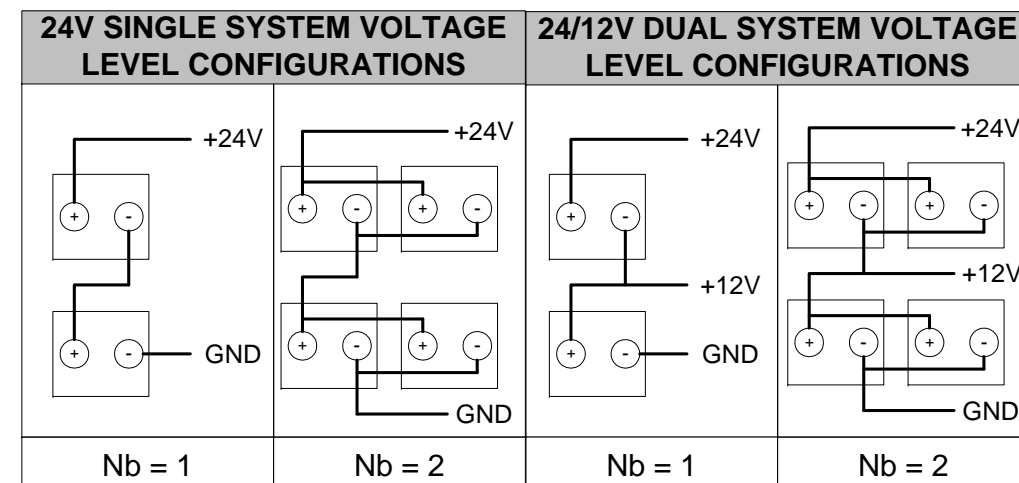 24V SINGLE SYSTEM VOLTAGE
LEVEL CONFIGURATIONS
24/12V DUAL SYSTEM VOLTAGE
LEVEL CONFIGURATIONS
+24V
+ -
+ - GND
+24V
+ - + -
+ - + -
GND
+24V
+ -
+12V
+ - GND
+24V
+ - + -
+12V
+ - + -
GND
Nb = 1
Nb = 2
Nb = 1
Nb = 2